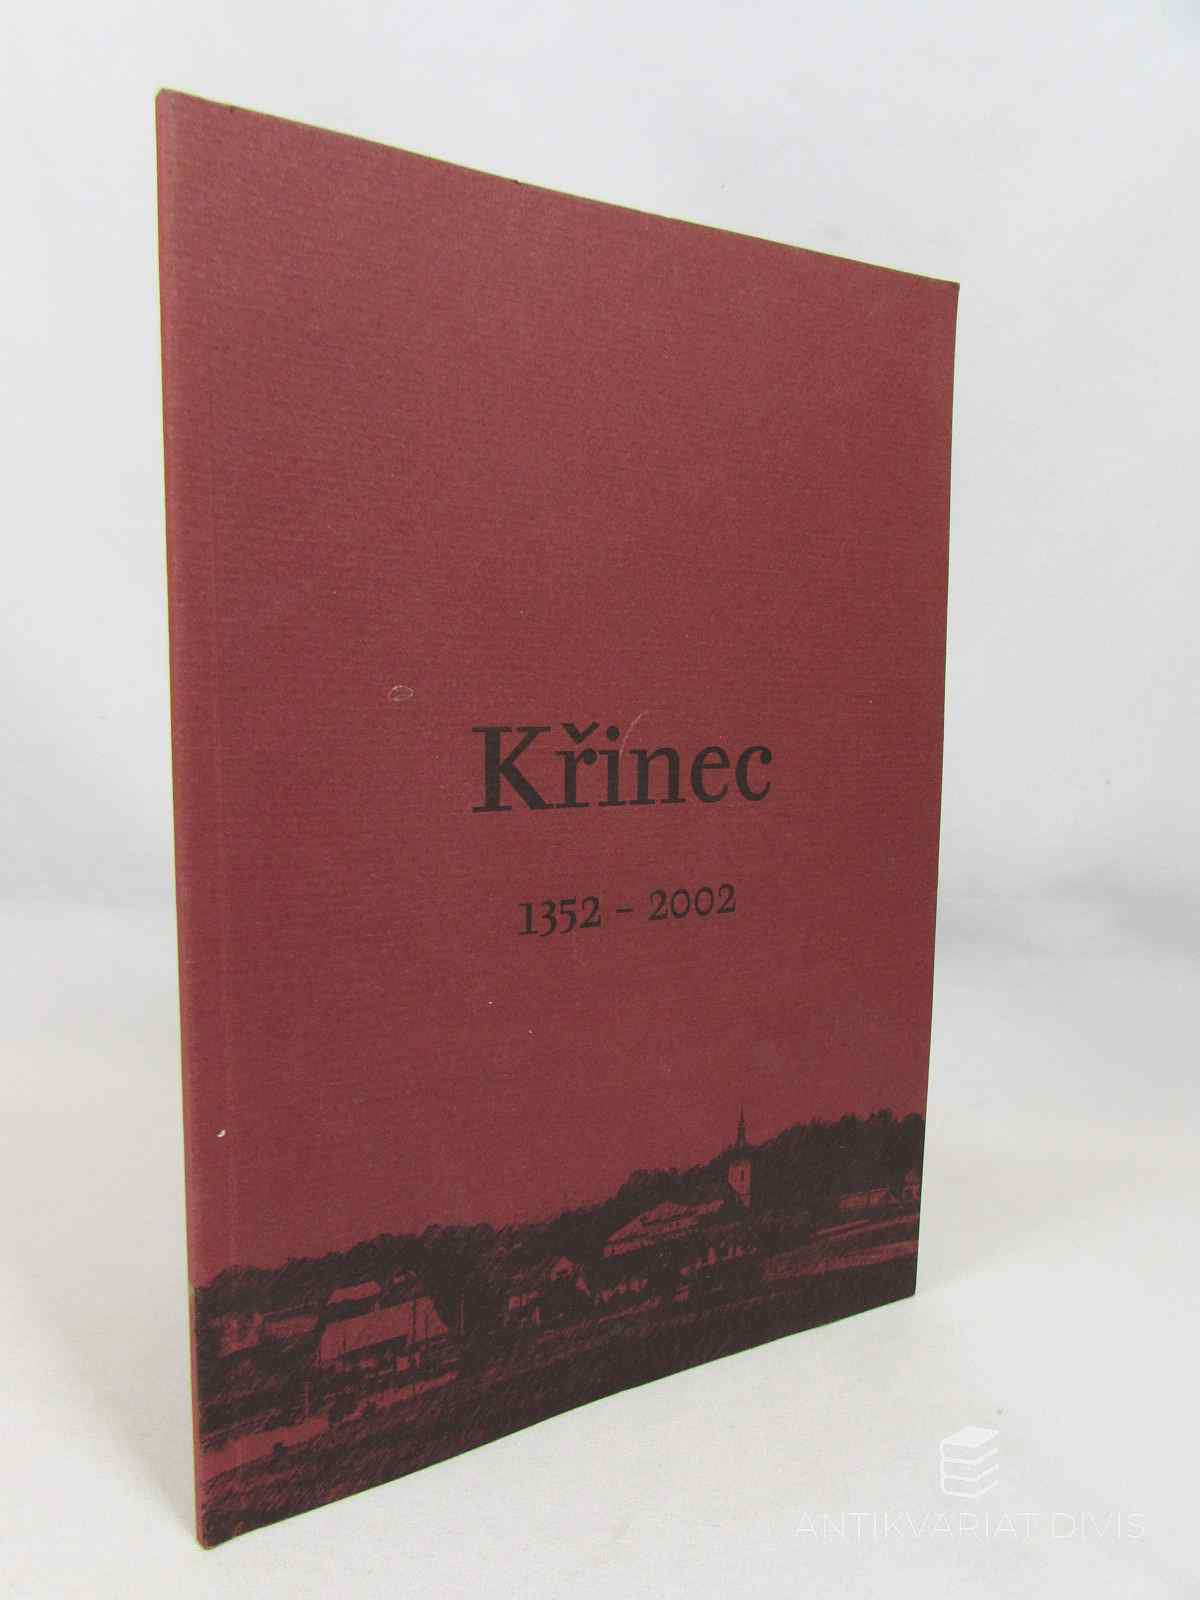 Křinec
1352 – 2002
ANTIKVARIAT DIVIS